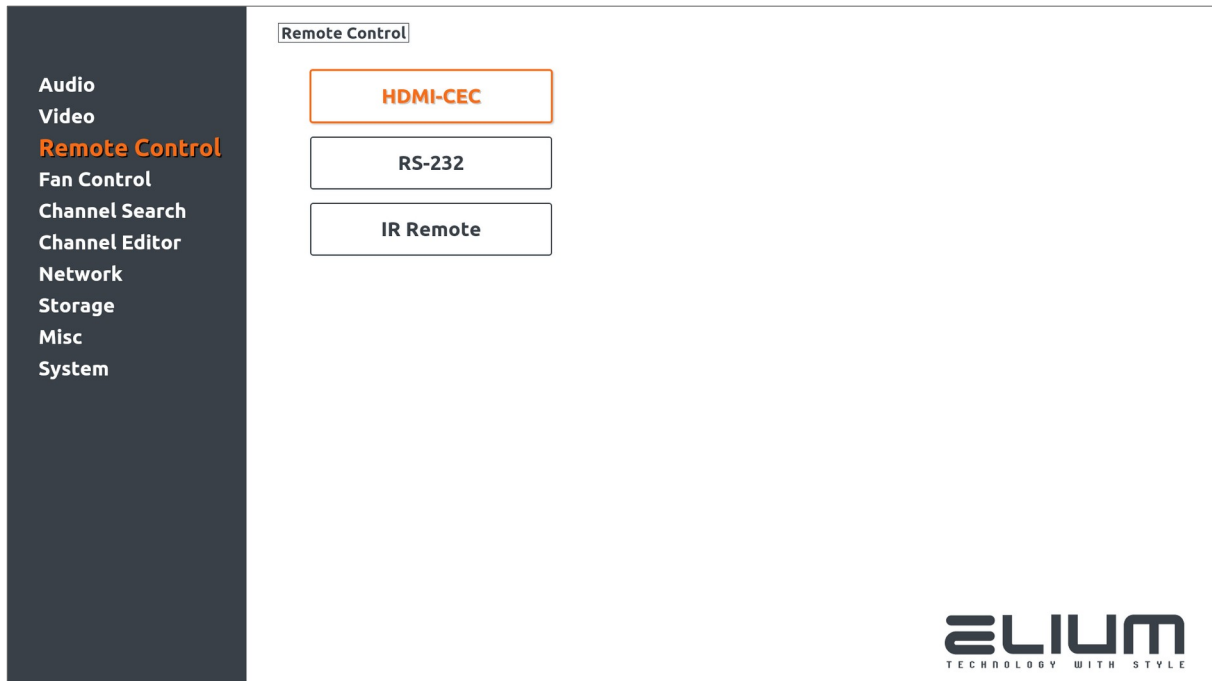 Remote Control
Audio
Video
Remote Control
Fan Control
Channel Search
Channel Editor
Network
Storage
Misc
System
HDMI-CEC
RS-232
IR Remote
ELIUM
TECHNOLOGY WITH STYLE